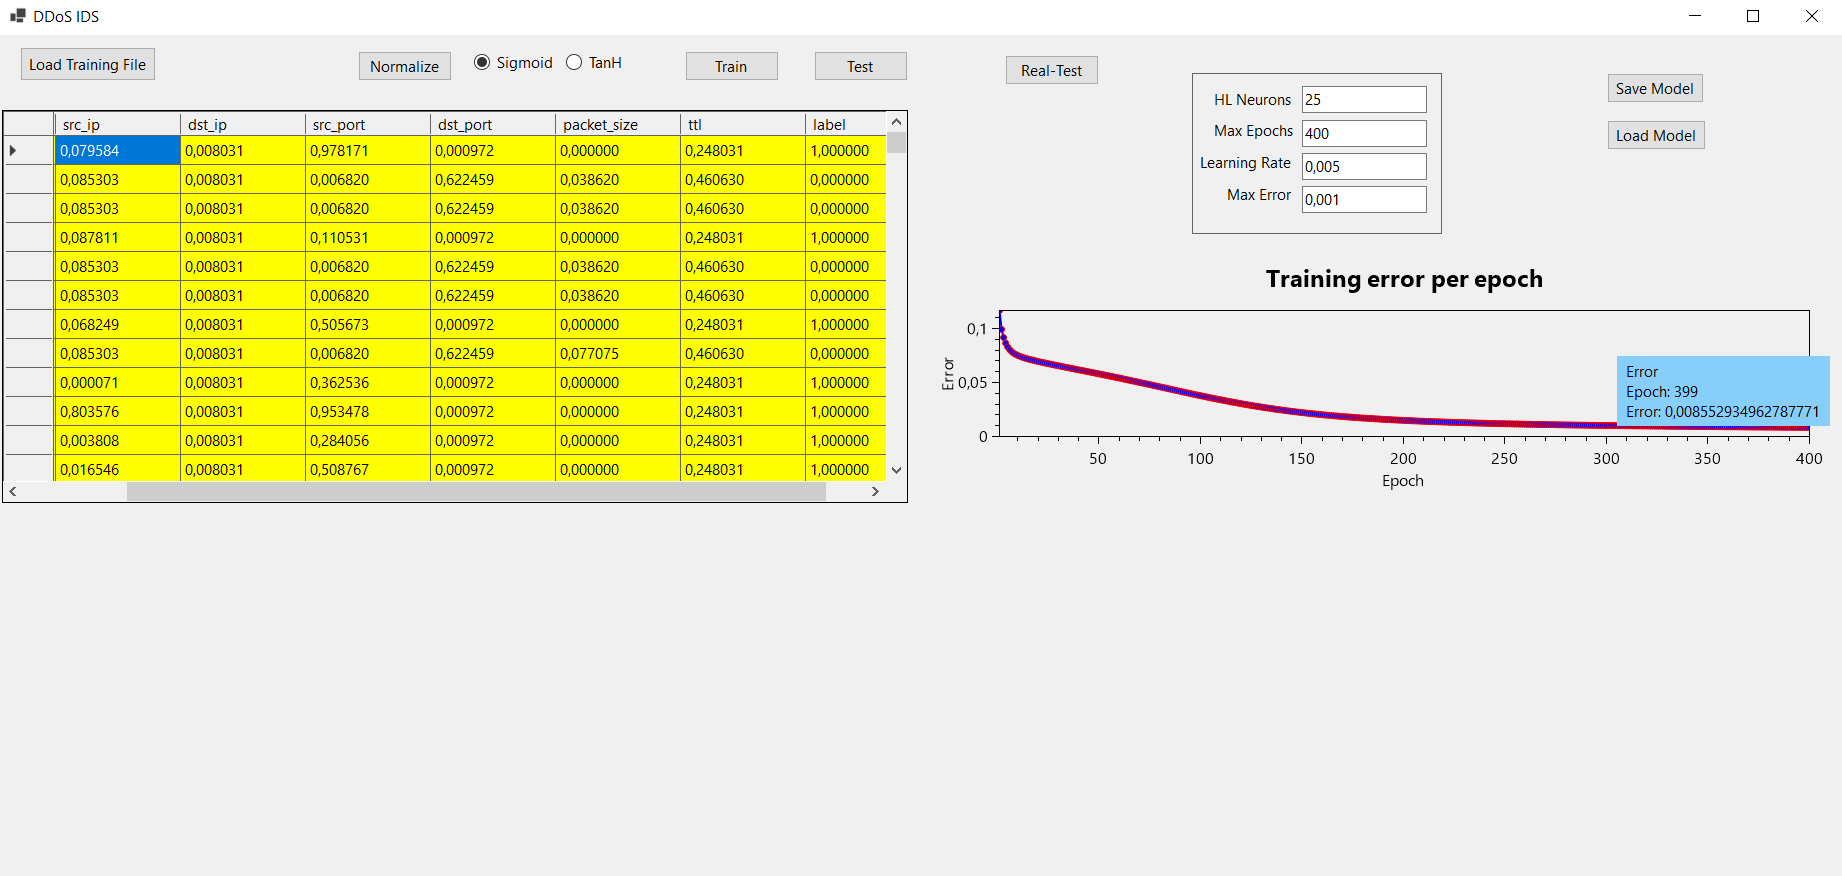 DDoS IDS
Load Training File
Normalize
Sigmoid
TanH
Train
Test
Real-Test
src_ip dst_ip src_port dst_port packet_size ttl label
0,079584 0,008031 0,978171 0,000972 0,000000 0,248031 1,000000
0,085303 0,008031 0,006820 0,622459 0,038620 0,460630 0,000000
0,085303 0,008031 0,006820 0,622459 0,038620 0,460630 0,000000
0,087811 0,008031 0,110531 0,000972 0,000000 0,248031 1,000000
0,085303 0,008031 0,006820 0,622459 0,038620 0,460630 0,000000
0,085303 0,008031 0,006820 0,622459 0,038620 0,460630 0,000000
0,068249 0,008031 0,505673 0,000972 0,000000 0,248031 1,000000
0,085303 0,008031 0,006820 0,622459 0,077075 0,460630 0,000000
0,000071 0,008031 0,362536 0,000972 0,000000 0,248031 1,000000
0,803576 0,008031 0,953478 0,000972 0,000000 0,248031 1,000000
0,003808 0,008031 0,284056 0,000972 0,000000 0,248031 1,000000
0,016546 0,008031 0,508767 0,000972 0,000000 0,248031 1,000000
HL Neurons 25
Max Epochs 400
Learning Rate 0,005
Max Error 0,001
Save Model
Load Model
Training error per epoch
Error
0,1
0,05
0
Error
Epoch: 399
Error: 0,008552934962787771
50 100 150 200 250 300 350 400
Epoch